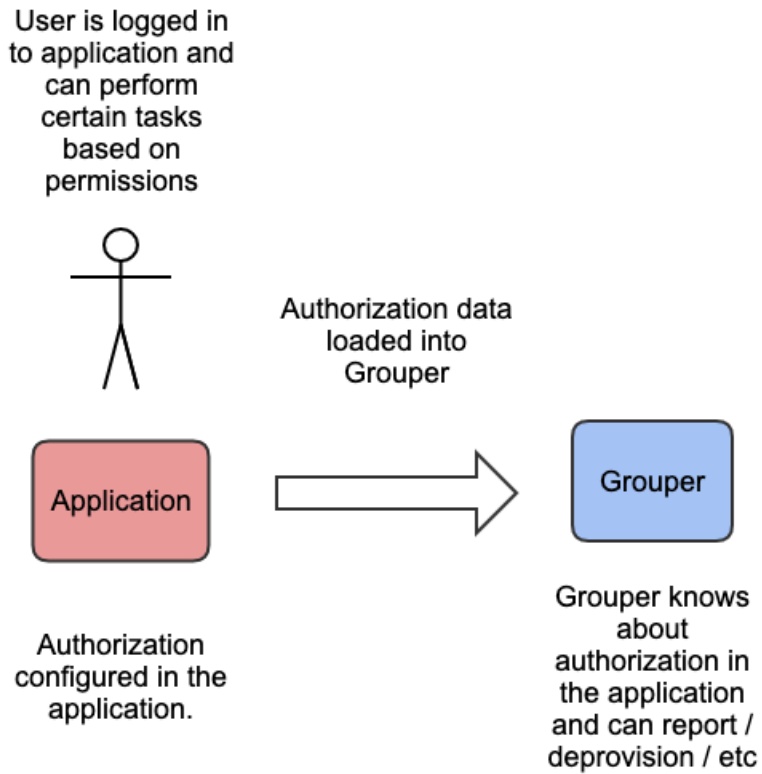 User is logged in
to application and
can perform
certain tasks
based on
permissions
Authorization data
loaded into
Grouper
Application
Grouper
Authorization
configured in the
application.
Grouper knows
about
authorization in
the application
and can report /
deprovision / etc